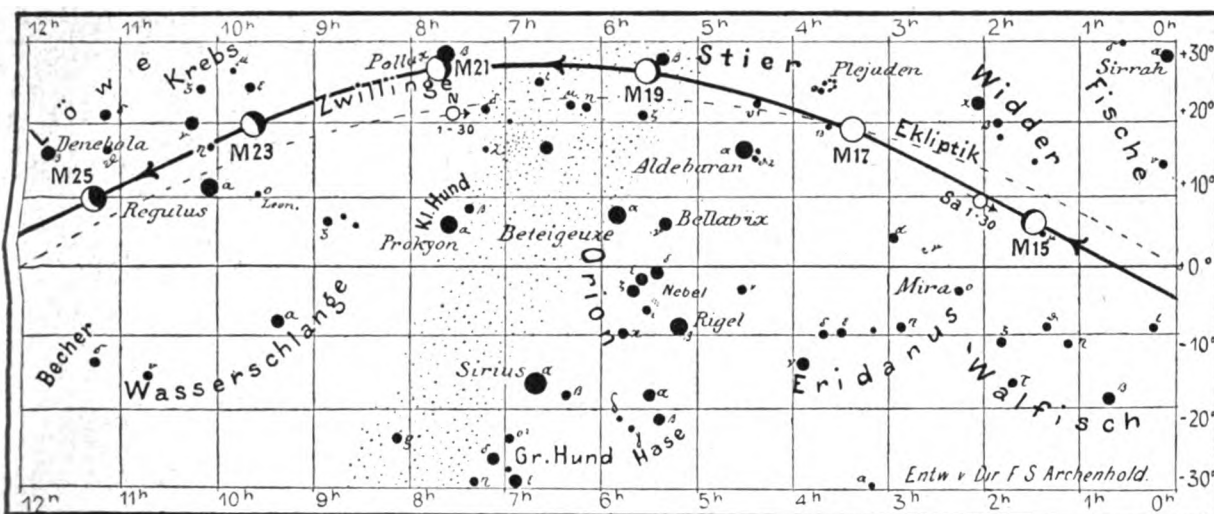 12h 11h 10h 9h 8h 7h 6h 5h 4h 3h 2h 1h 0h
+30° +20° +10° 0° -10° -20° -30°
Löwe
Krebs
Zwillinge
Pollux
β
M21
M19
Stier
Plejaden
Widder
Fische
Sirrah
α
Denebola
M25
M23
N
1-30
Aldebaran
α
M17
Ekliptik
Regulus
α
Leon.
Kl. Hund
Prokyon
α
β
Beteigeuze
α
Bellatrix
γ
Sa 1-30
M15
Orion
Nebel
Rigel
β
Mira
ο
Becher
Wasserschlange
α
Sirius
α
Eridanus
Walfisch
Gr. Hund
Hase
Entw v Dir F S Archenhold.
12h 11h 10h 9h 8h 7h 6h 5h 4h 3h 2h 1h 0h